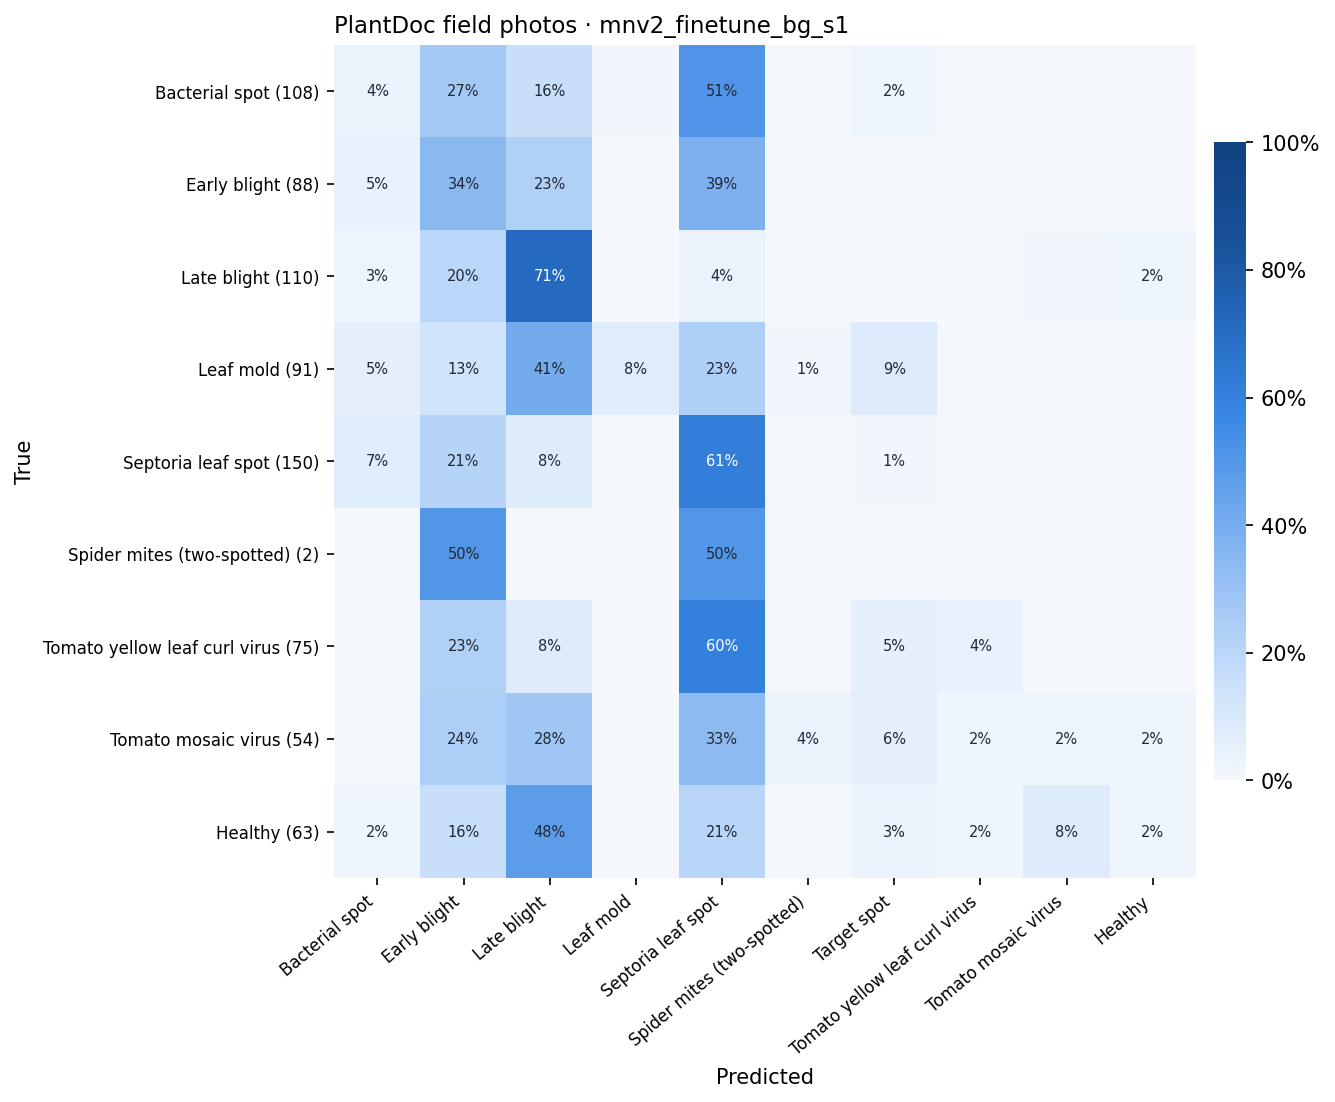 PlantDoc field photos · mnv2_finetune_bg_s1
Bacterial spot (108) 4% 27% 16% 51% 2%
Early blight (88) 5% 34% 23% 39%
Late blight (110) 3% 20% 71% 4% 2%
Leaf mold (91) 5% 13% 41% 8% 23% 1% 9%
Septoria leaf spot (150) 7% 21% 8% 61% 1%
Spider mites (two-spotted) (2) 50% 50%
Tomato yellow leaf curl virus (75) 23% 8% 60% 5% 4%
Tomato mosaic virus (54) 24% 28% 33% 4% 6% 2% 2% 2%
Healthy (63) 2% 16% 48% 21% 3% 2% 8% 2%
True
Bacterial spot
Early blight
Late blight
Leaf mold
Septoria leaf spot
Spider mites (two-spotted)
Target spot
Tomato yellow leaf curl virus
Tomato mosaic virus
Healthy
Predicted
100%
80%
60%
40%
20%
0%